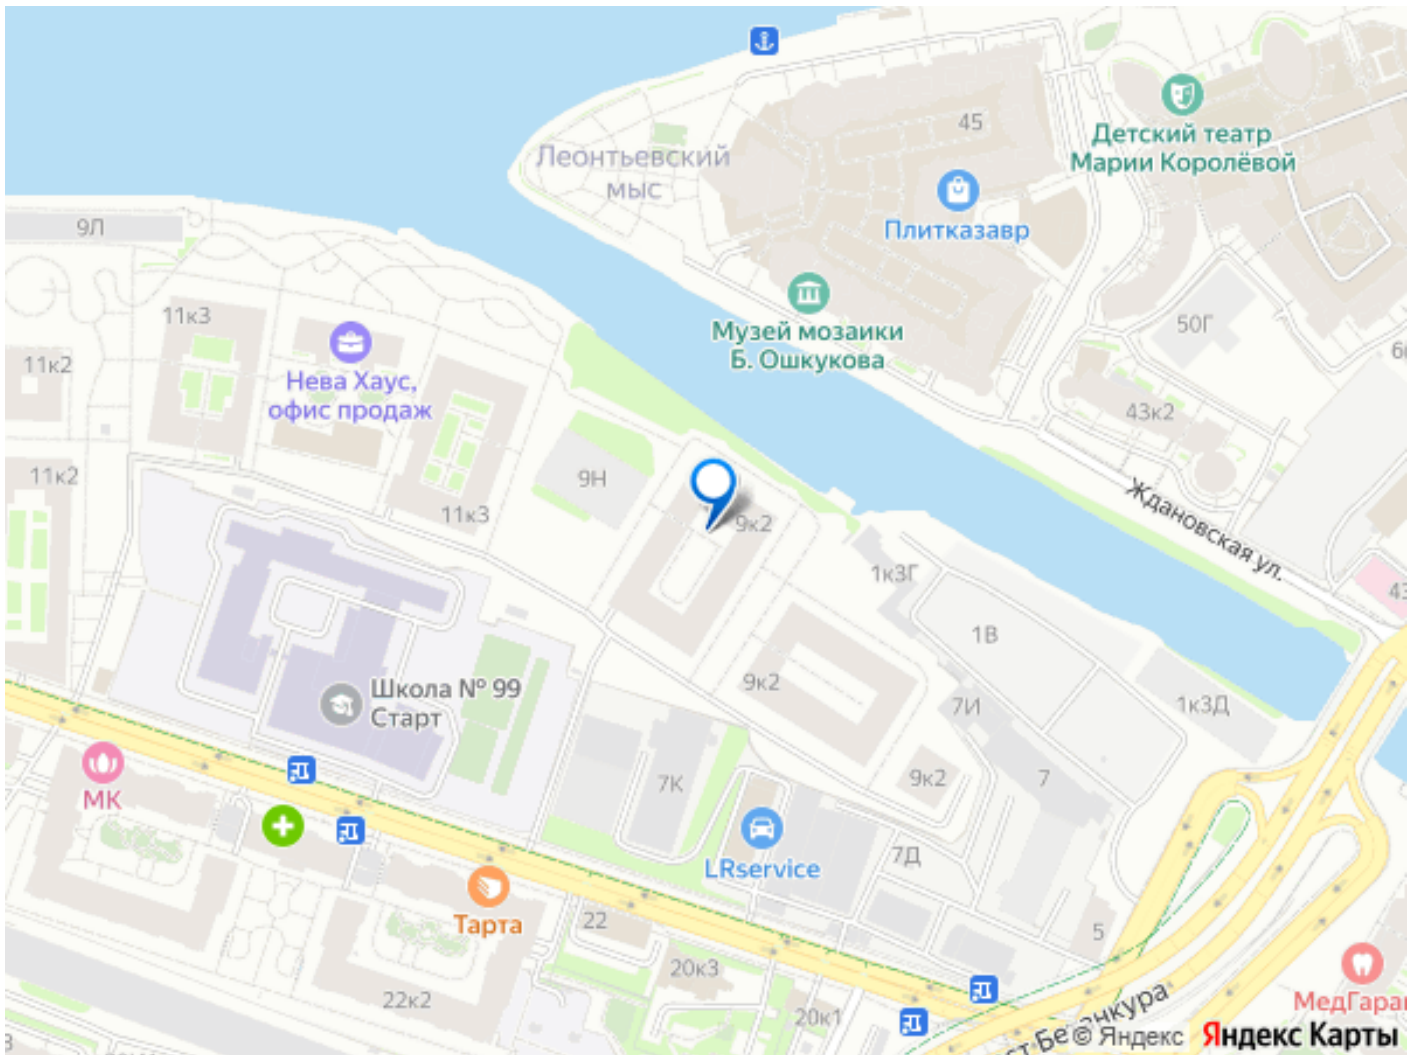 45
Детский театр
Марии Королёвой
Леонтьевский
мыс
Плитказавр
9Л
11к3
50Г
Музей мозаики
Б. Ошкукова
11к2
Нева Хаус,
офис продаж
43к2
11к2
9Н
Ждановская ул.
11к3
9к2
1к3Г
43
1В
Школа № 99
Старт
9к2
7И
1к3Д
МК
7К
9к2
7
LRservice
7Д
Тарта
22
5
20к3
22к2
МедГаран
20к1
© Яндекс
Яндекс Карты